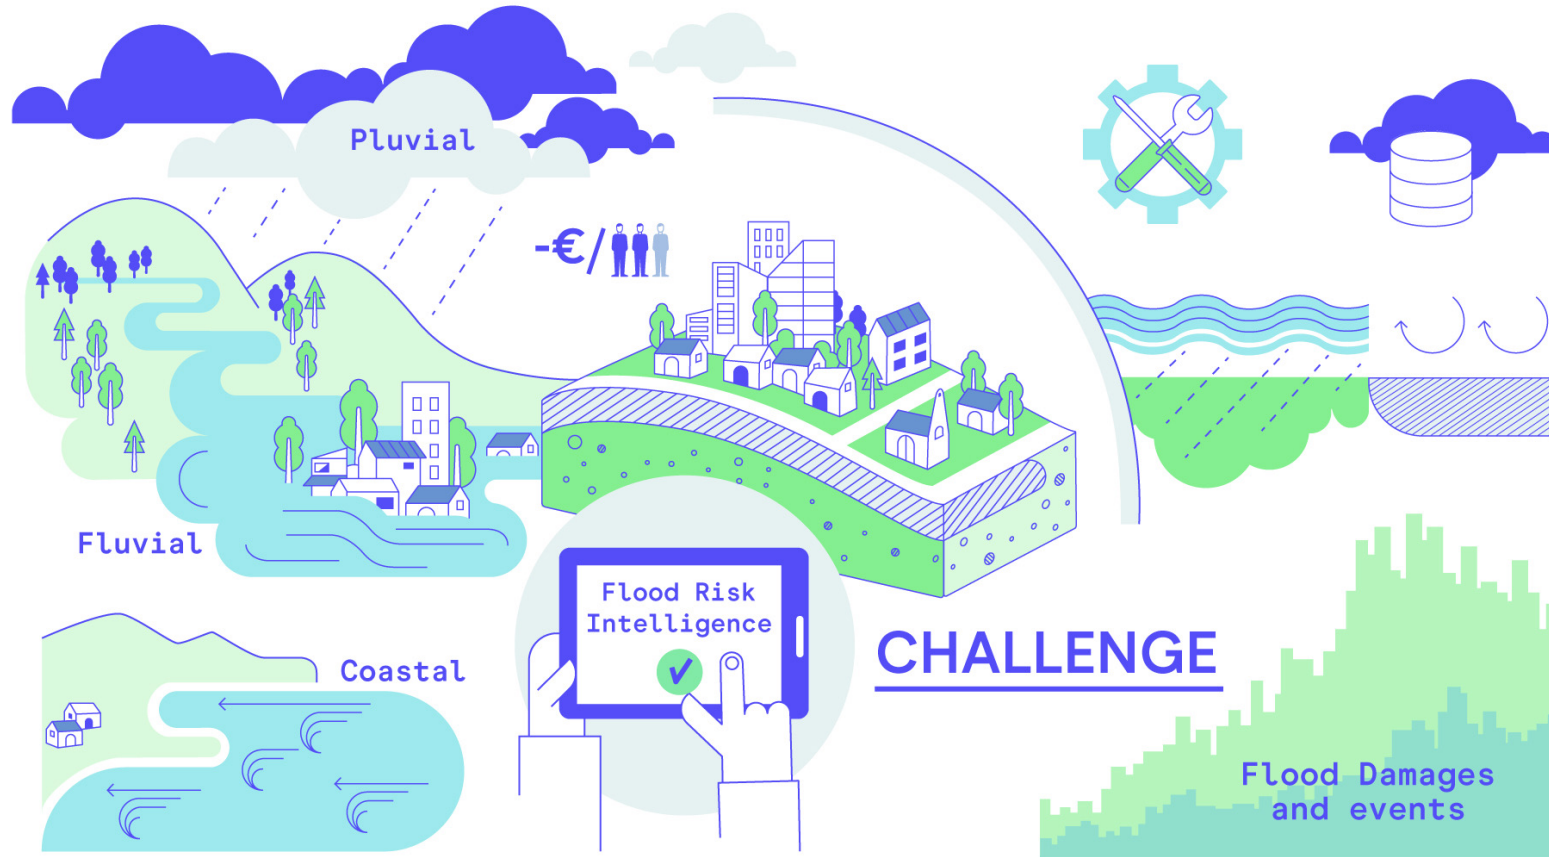 Pluvial
-€/
Fluvial
Coastal
Flood Risk
Intelligence
CHALLENGE
Flood Damages
and events